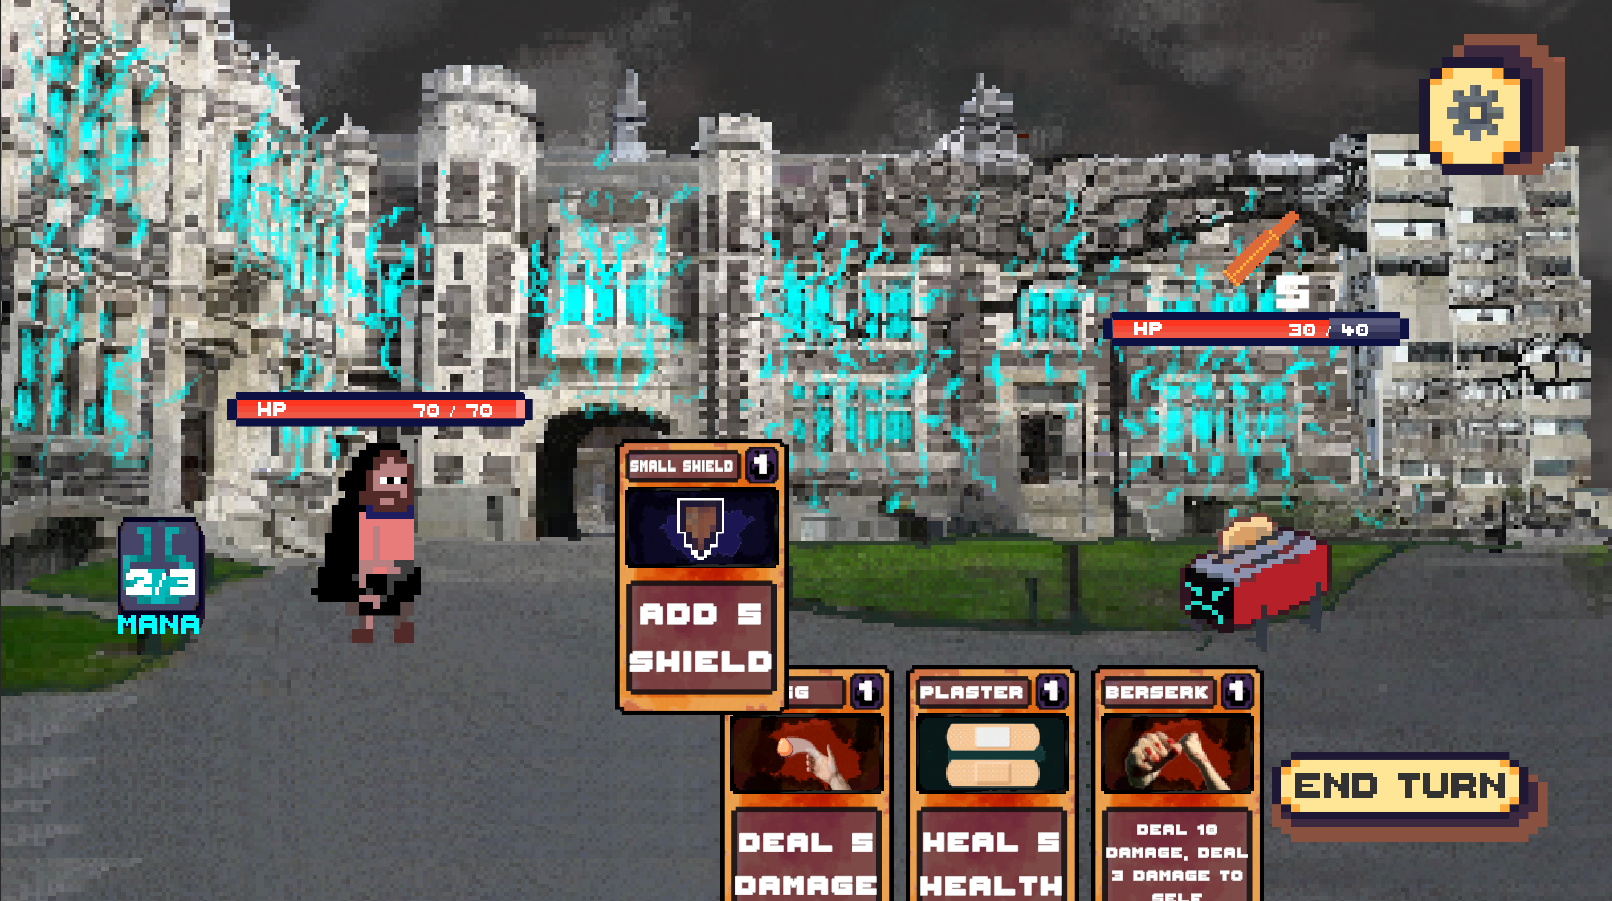 5
HP 30 / 40
HP 70 / 70
SMALL SHIELD 1
ADD 5
SHIELD
2/3
MANA
1
DEAL 5
DAMAGE
PLASTER 1
HEAL 5
HEALTH
BERSERK 1
DEAL 10
DAMAGE, DEAL
3 DAMAGE TO
SELF
END TURN